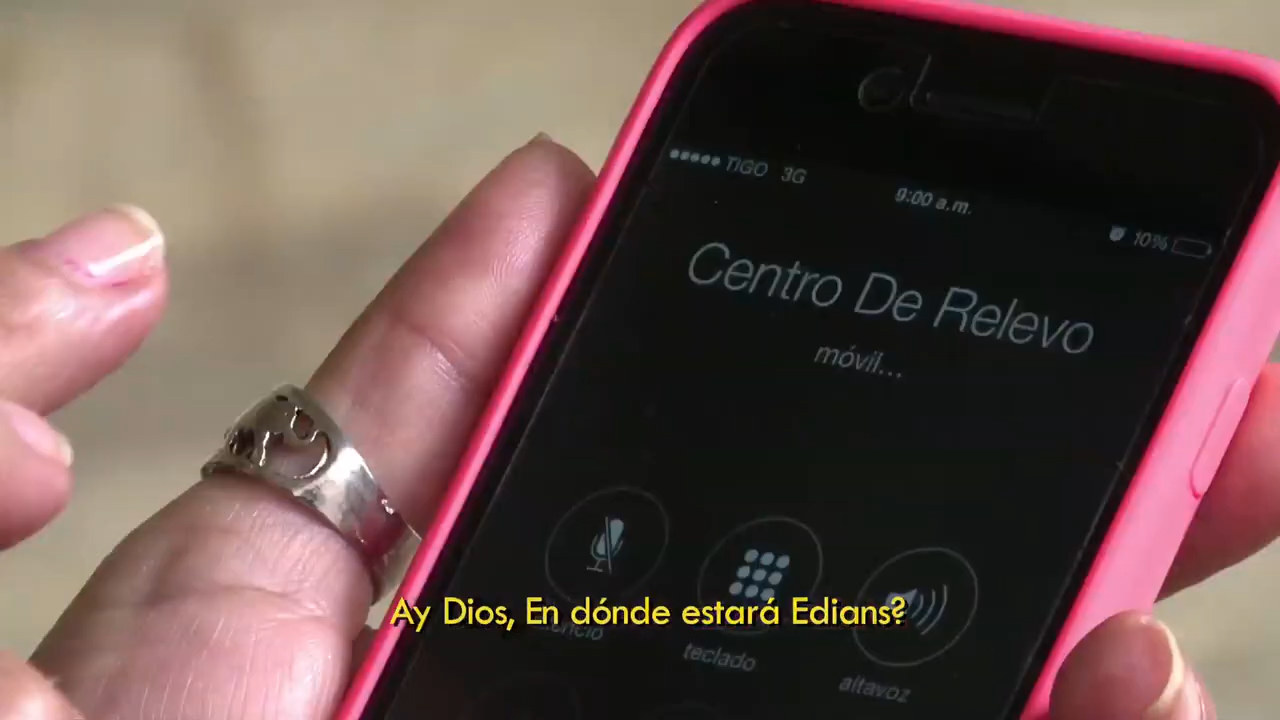 TIGO 3G
9:00 a.m.
10%
Centro De Relevo
móvil...
Ay Dios, En dónde estará Edians?
teclado
altavoz